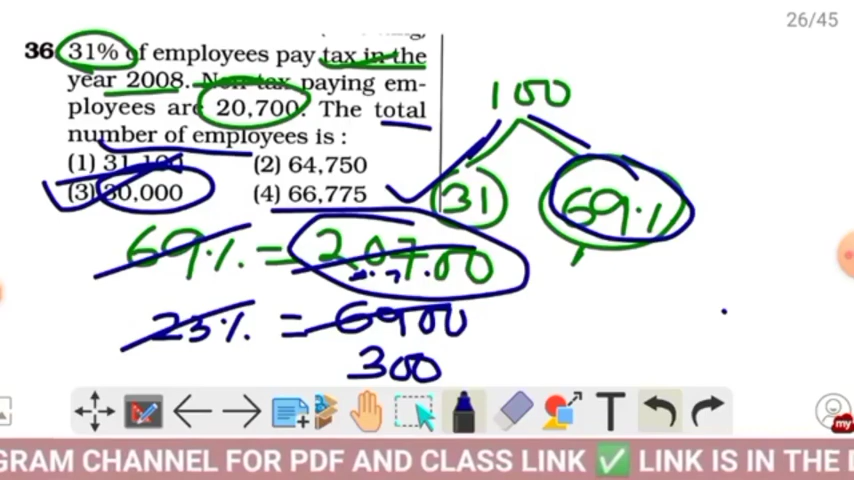 26/45
36. 31% of employees pay tax in the
year 2008. Non-tax paying em-
ployees are 20,700. The total
number of employees is :
(1) 31,100 (2) 64,750
(3) 30,000 (4) 66,775
100
31 69%
69% = 20700
23% = 6900
300
T
my
GRAM CHANNEL FOR PDF AND CLASS LINK ✅ LINK IS IN THE